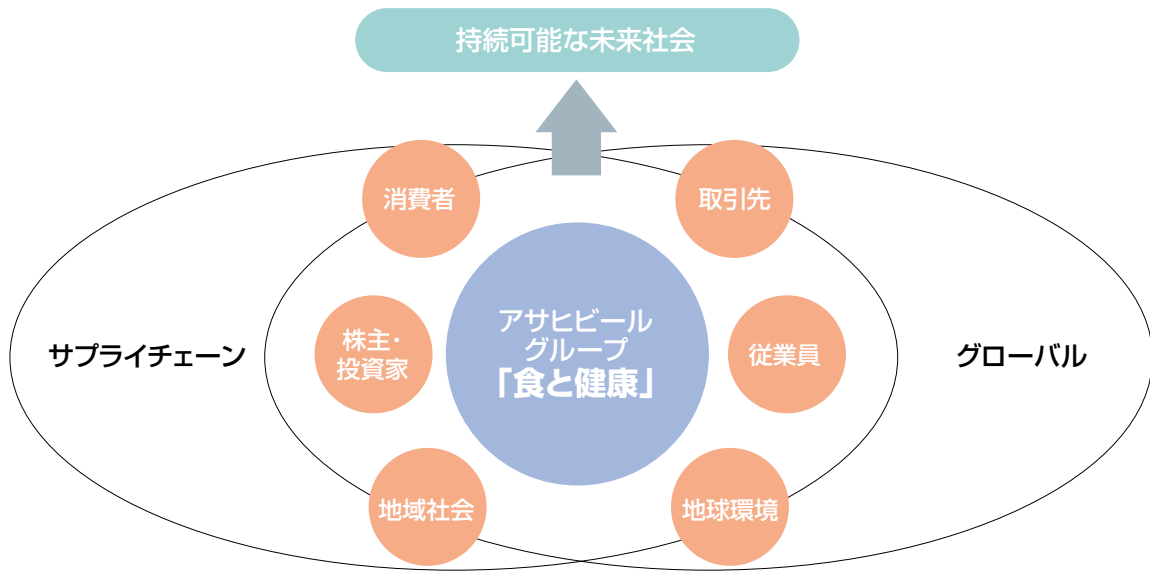 持続可能な未来社会
消費者
取引先
サプライチェーン
株主・
投資家
アサヒビール
グループ
「食と健康」
従業員
グローバル
地域社会
地球環境